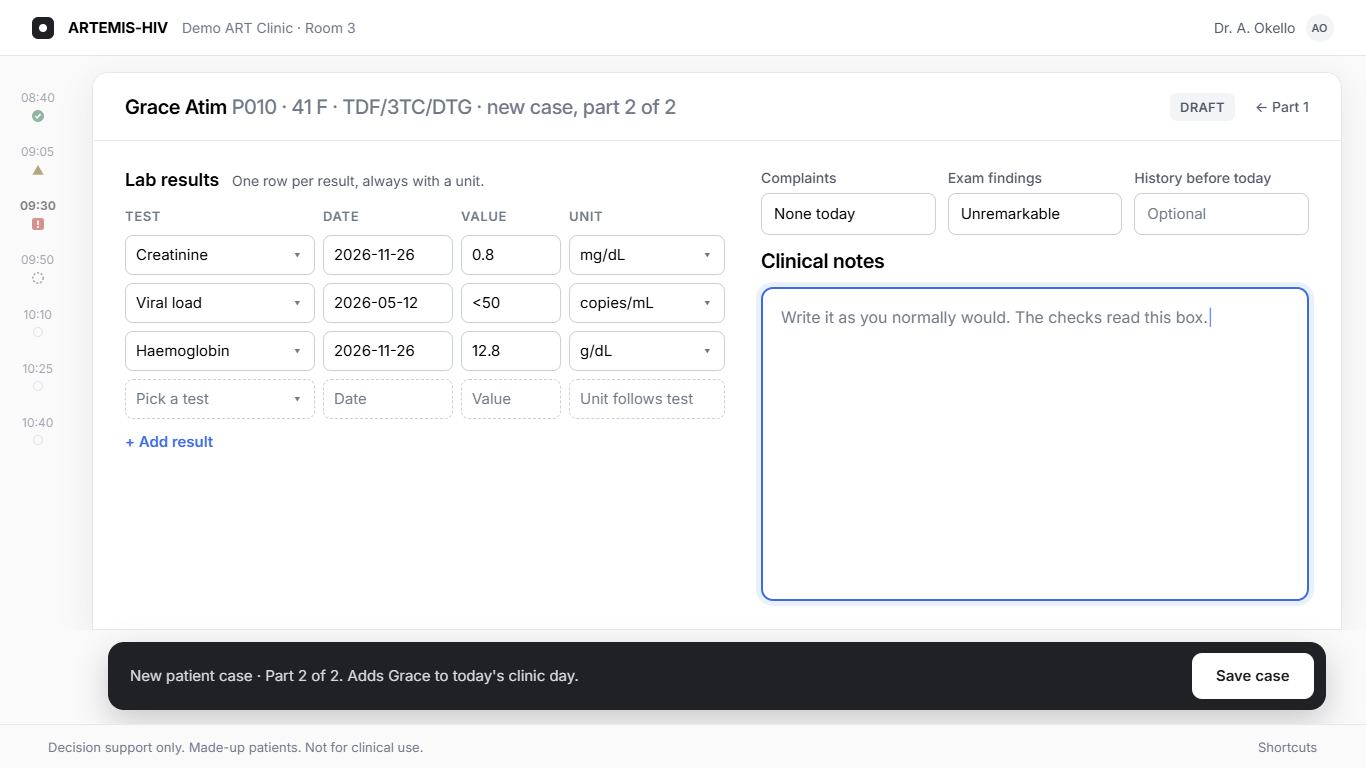 ARTEMIS-HIV Demo ART Clinic · Room 3
Dr. A. Okello AO
08:40
09:05
09:30
09:50
10:10
10:25
10:40
Grace Atim P010 · 41 F · TDF/3TC/DTG · new case, part 2 of 2
DRAFT ← Part 1
Lab results One row per result, always with a unit.
TEST DATE VALUE UNIT
Creatinine 2026-11-26 0.8 mg/dL
Viral load 2026-05-12 <50 copies/mL
Haemoglobin 2026-11-26 12.8 g/dL
Pick a test Date Value Unit follows test
+ Add result
Complaints Exam findings History before today
None today Unremarkable Optional
Clinical notes
Write it as you normally would. The checks read this box.
New patient case · Part 2 of 2. Adds Grace to today's clinic day.
Save case
Decision support only. Made-up patients. Not for clinical use.
Shortcuts